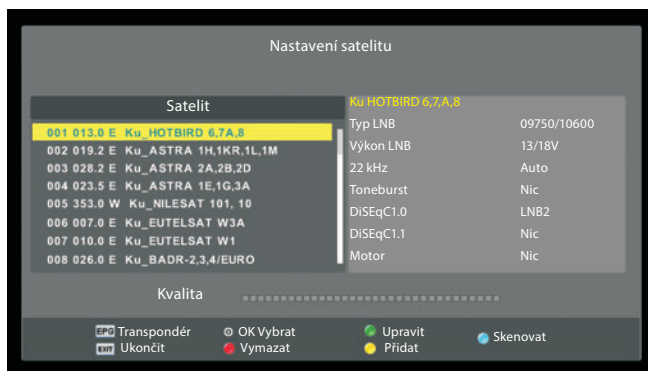 Nastavení satelitu
Satelit
001 013.0 E Ku_HOTBIRD 6,7A,8
002 019.2 E Ku_ASTRA 1H,1KR,1L,1M
003 028.2 E Ku_ASTRA 2A,2B,2D
004 023.5 E Ku_ASTRA 1E,1G,3A
005 353.0 W Ku_NILESAT 101, 10
006 007.0 E Ku_EUTELSAT W3A
007 010.0 E Ku_EUTELSAT W1
008 026.0 E Ku_BADR-2,3,4/EURO
Ku HOTBIRD 6,7,A,8
Typ LNB 09750/10600
Výkon LNB 13/18V
22 kHz Auto
Toneburst Nic
DiSEqC1.0 LNB2
DiSEqC1.1 Nic
Motor Nic
Kvalita
EPG Transpondér OK Vybrat Upravit Skenovat
EXIT Ukončit Vymazat Přidat